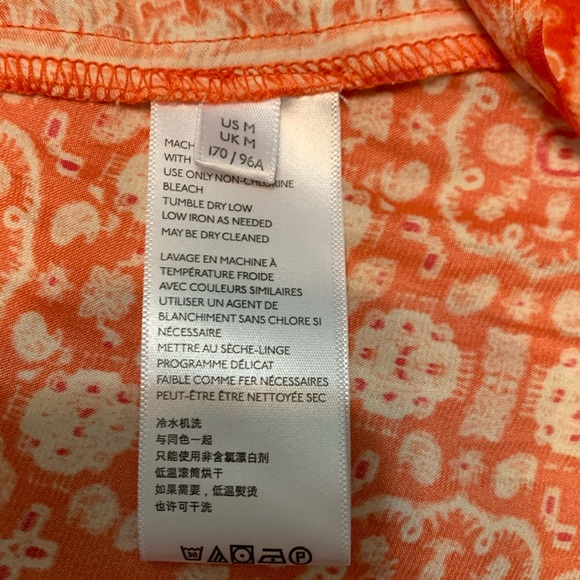 US M
UK M
170 / 96A
MACH
WITH
USE ONLY NON-CHLORINE
BLEACH
TUMBLE DRY LOW
LOW IRON AS NEEDED
MAY BE DRY CLEANED
LAVAGE EN MACHINE À
TEMPÉRATURE FROIDE
AVEC COULEURS SIMILAIRES
UTILISER UN AGENT DE
BLANCHIMENT SANS CHLORE SI
NÉCESSAIRE
METTRE AU SÈCHE-LINGE
PROGRAMME DÉLICAT
FAIBLE COMME FER NÉCESSAIRES
PEUT-ÊTRE ÊTRE NETTOYÉE SEC
冷水机洗
与同色一起
只能使用非含氯漂白剂
低温滚筒烘干
如果需要，低温熨烫
也许可干洗
30 P